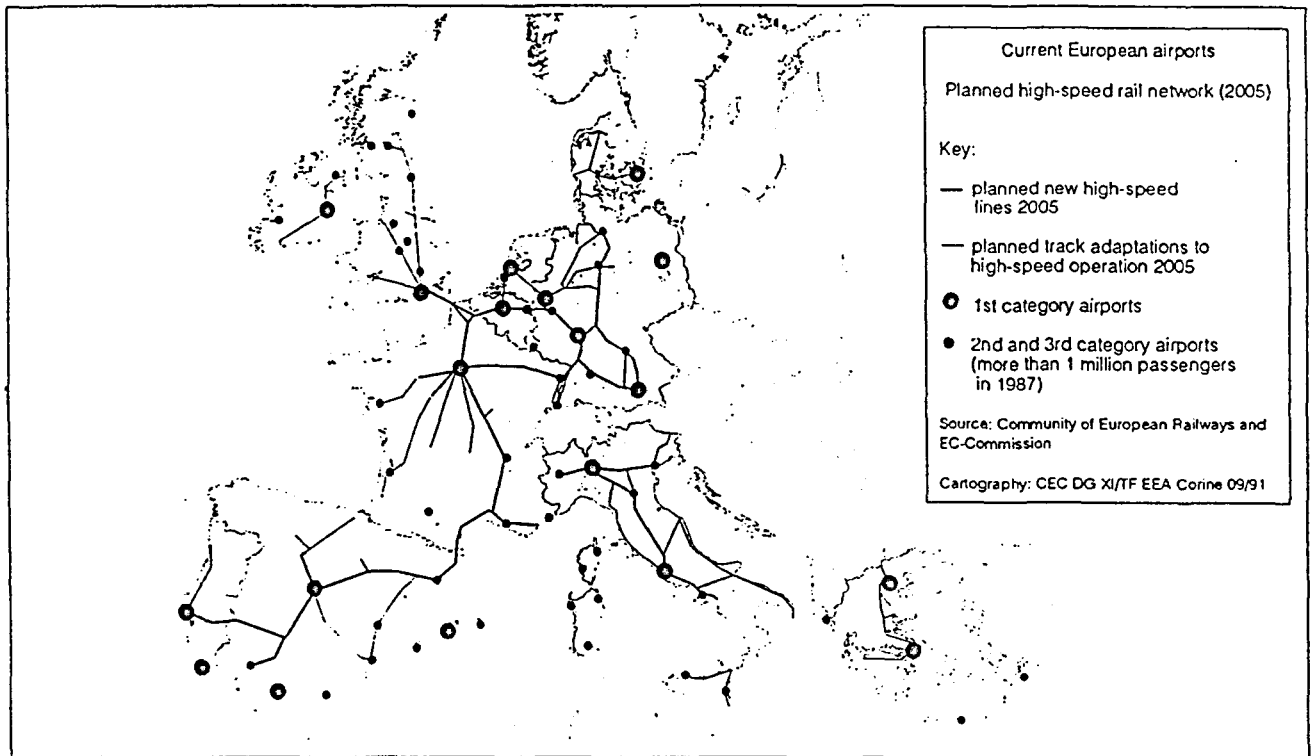 Current European airports
Planned high-speed rail network (2005)
Key:
planned new high-speed
lines 2005
planned track adaptations to
high-speed operation 2005
1st category airports
2nd and 3rd category airports
(more than 1 million passengers
in 1987)
Source: Community of European Railways and
EC-Commission
Cartography: CEC DG XI/TF EEA Corine 09/91